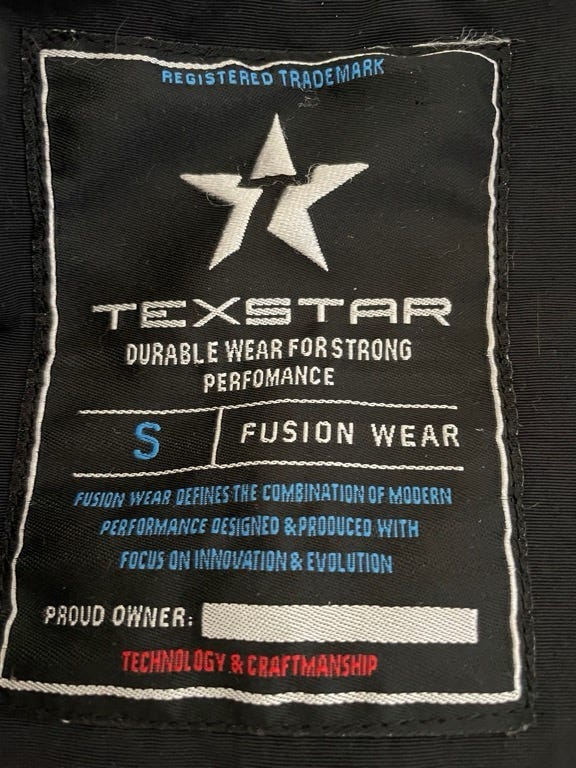 REGISTERED TRADEMARK
TEXSTAR
DURABLE WEAR FOR STRONG
PERFOMANCE
S FUSION WEAR
FUSION WEAR DEFINES THE COMBINATION OF MODERN
PERFORMANCE DESIGNED & PRODUCED WITH
FOCUS ON INNOVATION & EVOLUTION
PROUD OWNER:
TECHNOLOGY & CRAFTMANSHIP